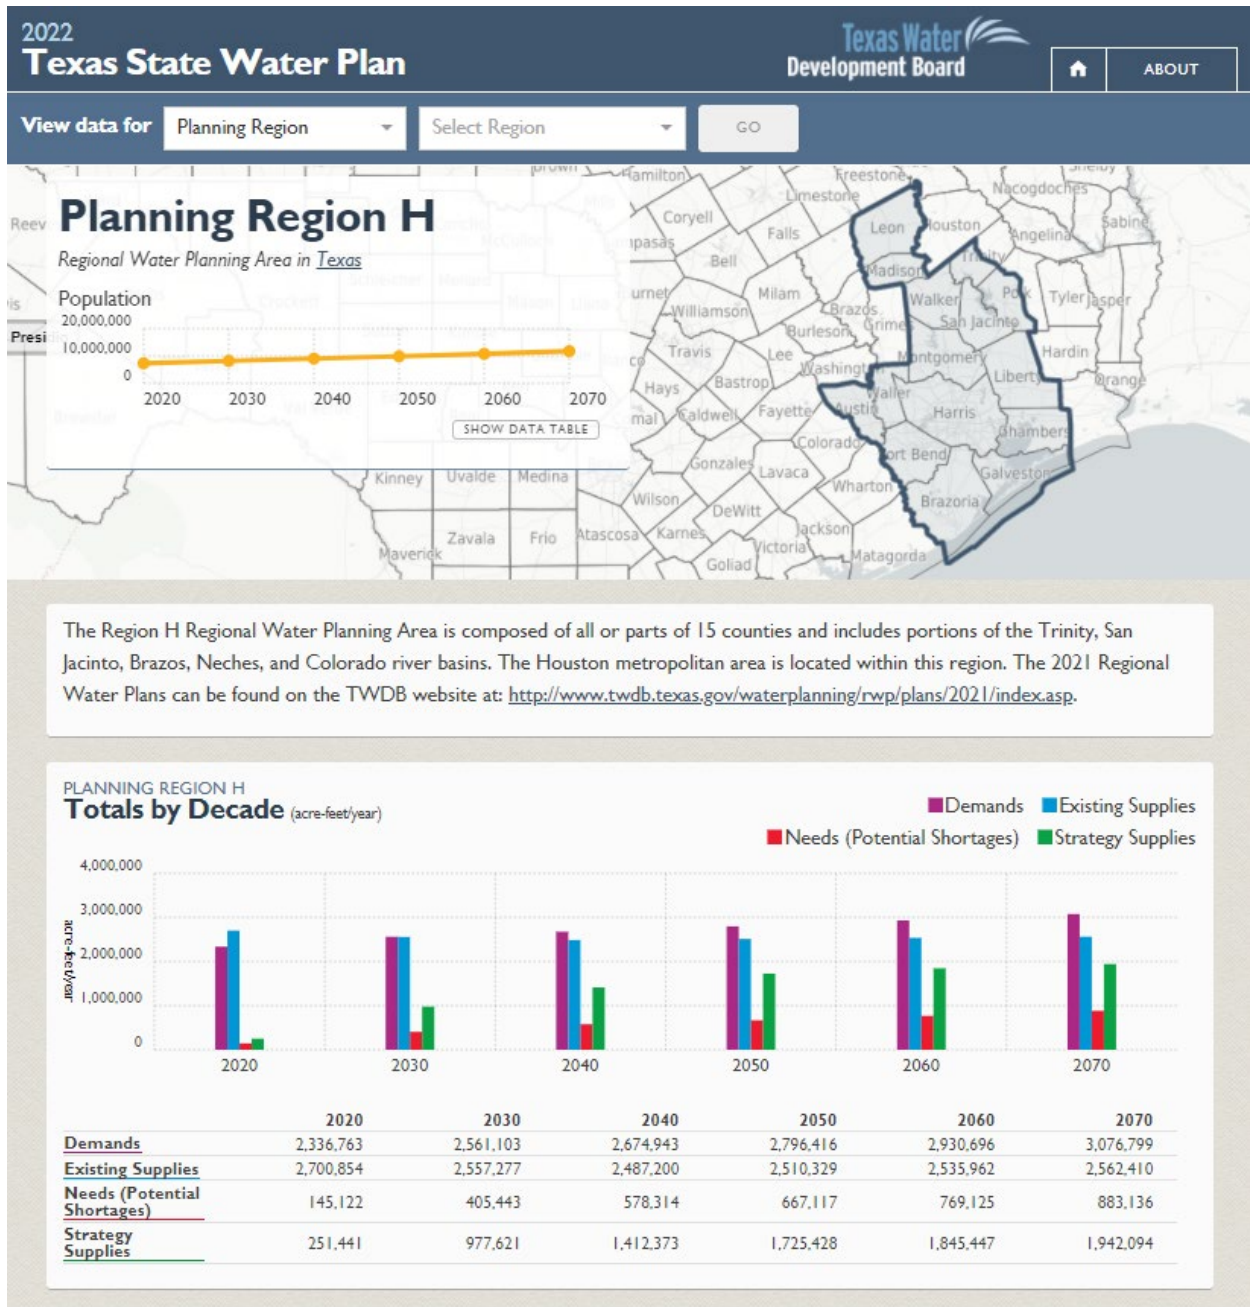 2022
Texas State Water Plan
Texas Water
Development Board
ABOUT
View data for
Planning Region
Select Region
GO
Planning Region H
Regional Water Planning Area in Texas
Population
20,000,000
10,000,000
0
2020 2030 2040 2050 2060 2070
SHOW DATA TABLE
Hamilton
Freestone
Limestone
Nacogdoches
Shelby
Reev
Coryell
Falls
Leon
Houston
Angelina
Sabine
mpasas
Bell
Madison
Trinity
urnet
Milam
Williamson
Brazos
Grimes
Walker
Polk
Tyler
Jasper
Burleson
San Jacinto
Presi
Travis
Lee
Washingt
Montgomery
Hardin
Hays
Bastrop
Waller
Liberty
Orange
mal
Caldwell
Fayette
Austin
Harris
Chambers
Colorado
Fort Bend
Gonzales
Lavaca
Galveston
Kinney
Uvalde
Medina
Wilson
Wharton
Brazoria
DeWitt
Zavala
Frio
Atascosa
Karnes
Jackson
Maverick
Victoria
Matagorda
Goliad
The Region H Regional Water Planning Area is composed of all or parts of 15 counties and includes portions of the Trinity, San
Jacinto, Brazos, Neches, and Colorado river basins. The Houston metropolitan area is located within this region. The 2021 Regional
Water Plans can be found on the TWDB website at: http://www.twdb.texas.gov/waterplanning/rwp/plans/2021/index.asp.
PLANNING REGION H
Totals by Decade (acre-feet/year)
Demands Existing Supplies
Needs (Potential Shortages) Strategy Supplies
acre-feet/year
4,000,000
3,000,000
2,000,000
1,000,000
0
2020 2030 2040 2050 2060 2070
2020 2030 2040 2050 2060 2070
Demands 2,336,763 2,561,103 2,674,943 2,796,416 2,930,696 3,076,799
Existing Supplies 2,700,854 2,557,277 2,487,200 2,510,329 2,535,962 2,562,410
Needs (Potential
Shortages) 145,122 405,443 578,314 667,117 769,125 883,136
Strategy
Supplies 251,441 977,621 1,412,373 1,725,428 1,845,447 1,942,094